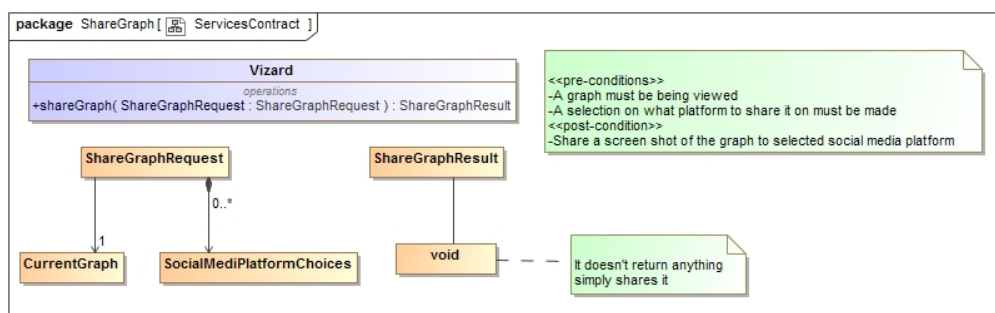 package ShareGraph [ ServicesContract ]
Vizard
operations
+shareGraph( ShareGraphRequest : ShareGraphRequest ) : ShareGraphResult
<<pre-conditions>>
-A graph must be being viewed
-A selection on what platform to share it on must be made
<<post-condition>>
-Share a screen shot of the graph to selected social media platform
ShareGraphRequest
ShareGraphResult
0..*
1
CurrentGraph
SocialMediPlatformChoices
void
It doesn't return anything
simply shares it